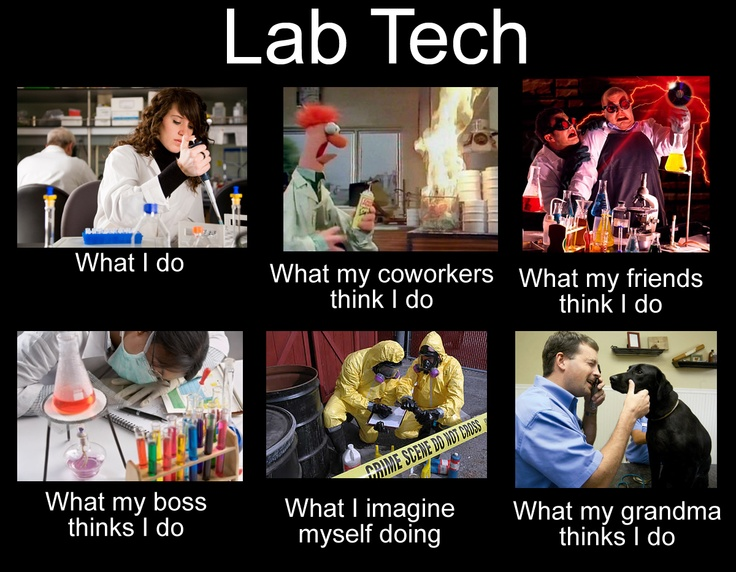 Lab Tech
What I do
What my coworkers
think I do
What my friends
think I do
CRIME SCENE DO NOT CROSS
What my boss
thinks I do
What I imagine
myself doing
What my grandma
thinks I do